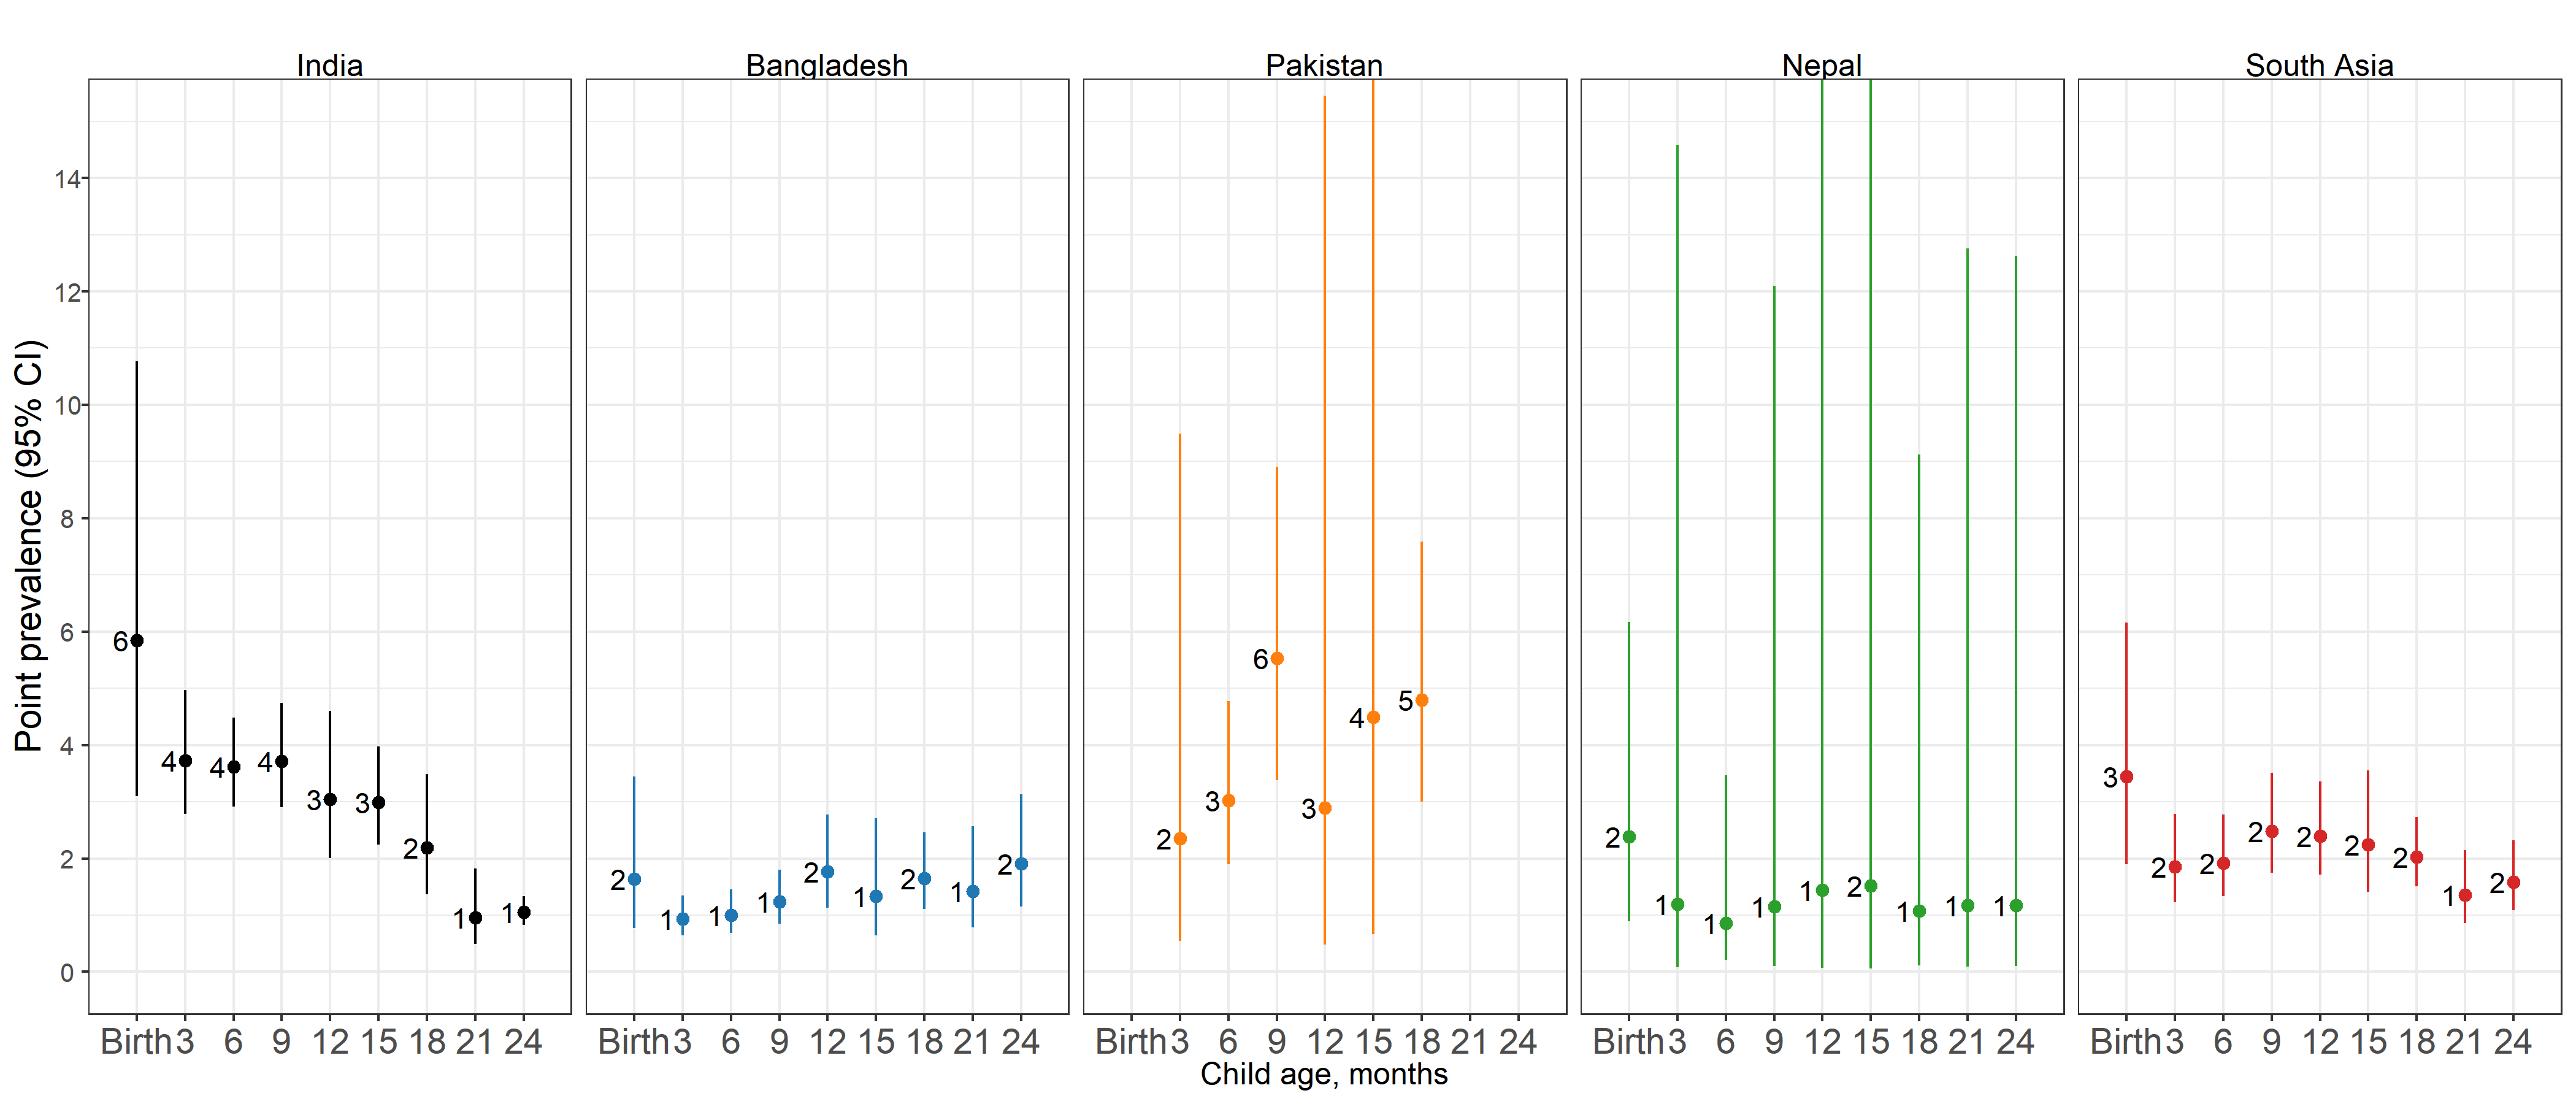 India Bangladesh Pakistan Nepal South Asia
Point prevalence (95% CI)
14
12
10
8
6
4
2
0
6 4 4 4 3 3 2 1 1
2 1 1 1 2 1 2 1 2
2 3 6 3 4 5
2 1 1 1 1 2 1 1 1
3 2 2 2 2 2 2 1 2
Birth 3 6 9 12 15 18 21 24 Birth 3 6 9 12 15 18 21 24 Birth 3 6 9 12 15 18 21 24 Birth 3 6 9 12 15 18 21 24 Birth 3 6 9 12 15 18 21 24
Child age, months